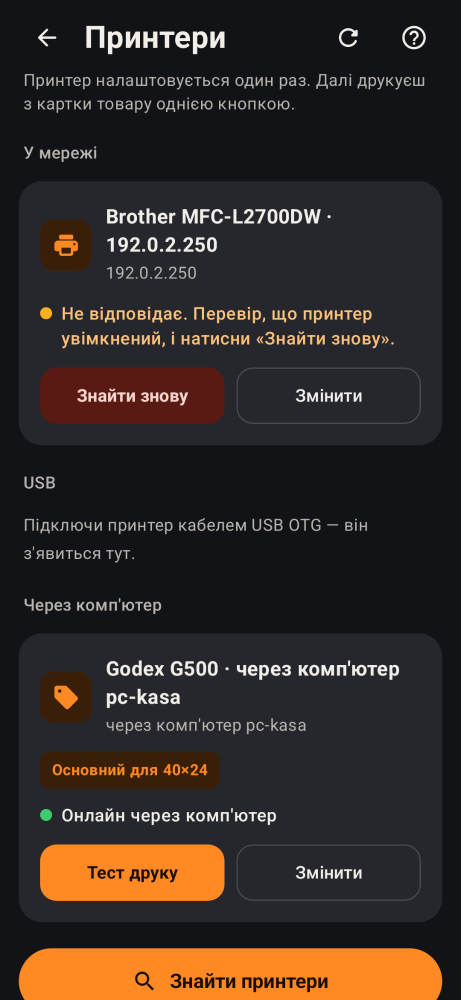 Принтери
Принтер налаштовується один раз. Далі друкуєш
з картки товару однією кнопкою.
У мережі
Brother MFC-L2700DW ·
192.0.2.250
192.0.2.250
Не відповідає. Перевір, що принтер
увімкнений, і натисни «Знайти знову».
Знайти знову
Змінити
USB
Підключи принтер кабелем USB OTG — він
з'явиться тут.
Через комп'ютер
Godex G500 · через комп'ютер
pc-kasa
через комп'ютер pc-kasa
Основний для 40×24
Онлайн через комп'ютер
Тест друку
Змінити
Знайти принтери